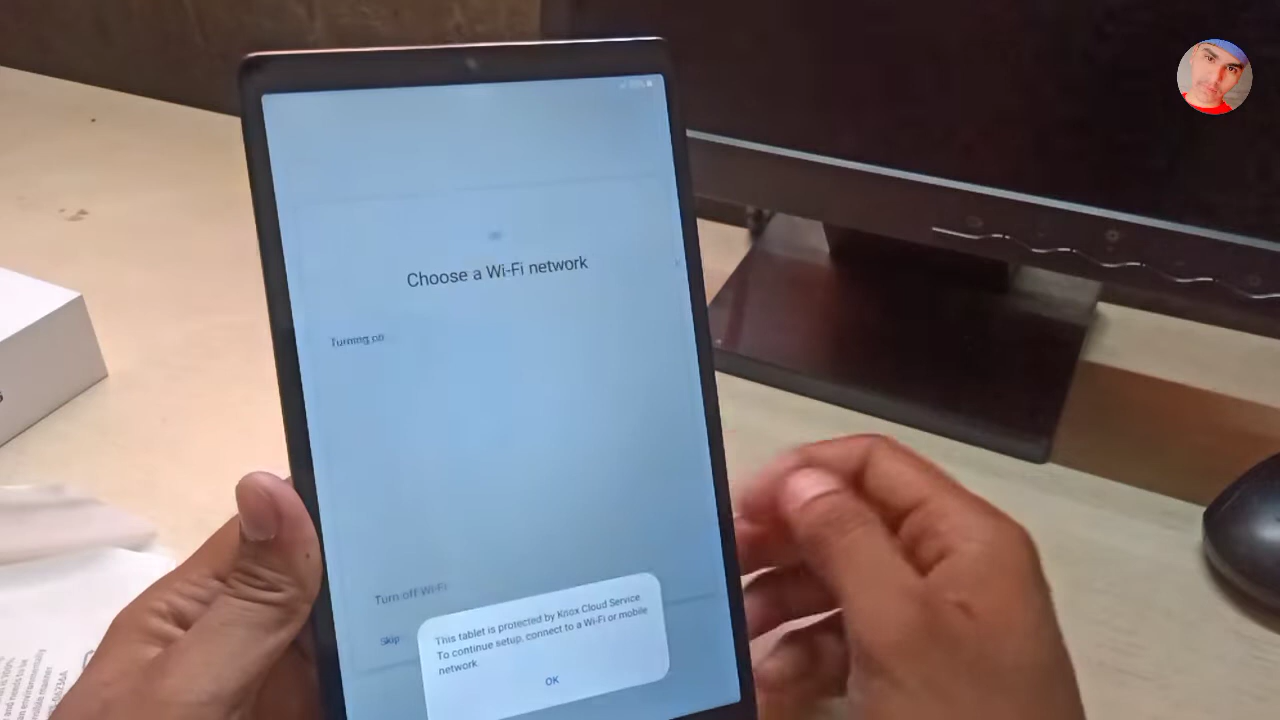 Choose a Wi-Fi network
Turning on
Turn off Wi-Fi
Skip
This tablet is protected by Knox Cloud Service.
To continue setup, connect to a Wi-Fi or mobile
network.
OK